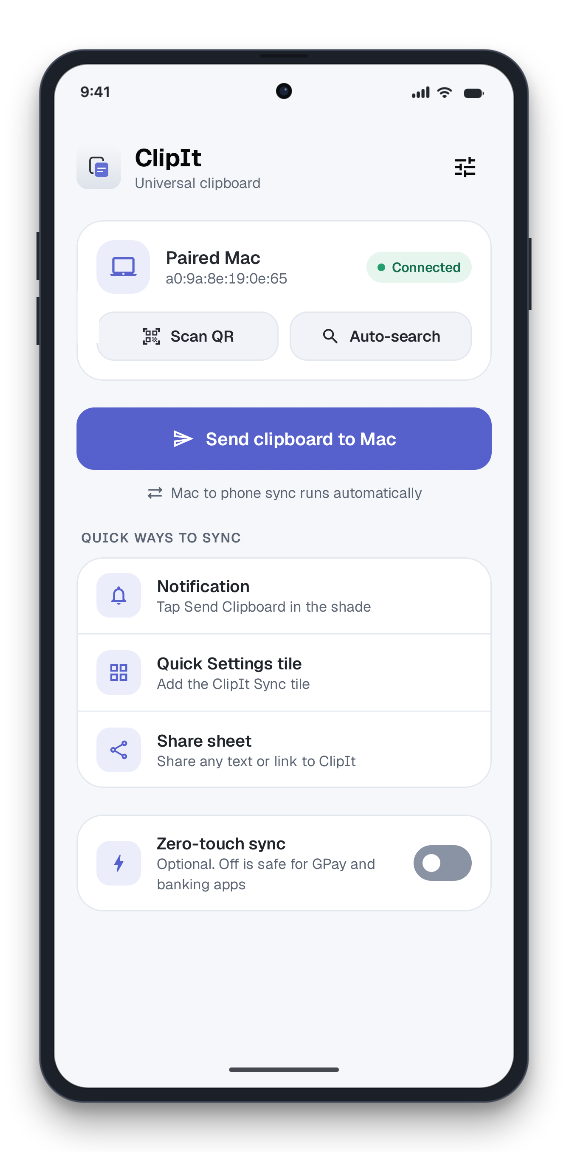 9:41
ClipIt
Universal clipboard
Paired Mac
a0:9a:8e:19:0e:65
Connected
Scan QR
Auto-search
Send clipboard to Mac
Mac to phone sync runs automatically
QUICK WAYS TO SYNC
Notification
Tap Send Clipboard in the shade
Quick Settings tile
Add the ClipIt Sync tile
Share sheet
Share any text or link to ClipIt
Zero-touch sync
Optional. Off is safe for GPay and
banking apps